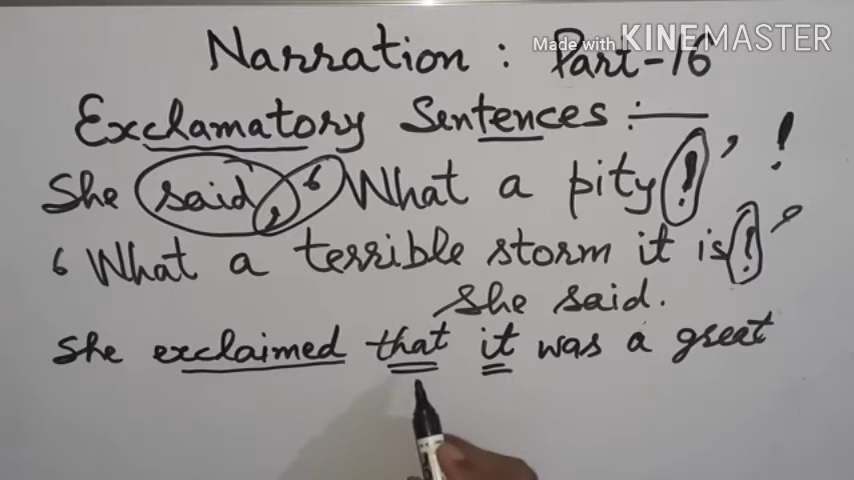 Narration : Part-16
Made with KINEMASTER
Exclamatory Sentences :—
She said, ‘What a pity!’ !
‘What a terrible storm it is!’
She said.
She exclaimed that it was a great